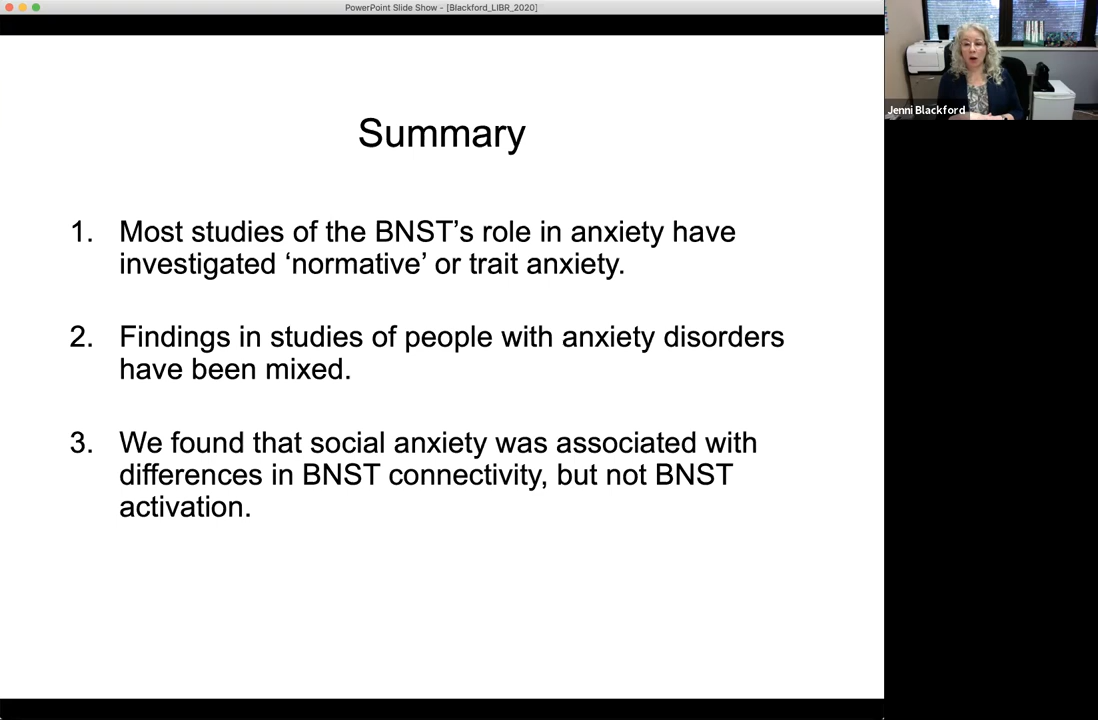 PowerPoint Slide Show - [Blackford_LIBR_2020]
Jenni Blackford
Summary
1. Most studies of the BNST’s role in anxiety have
investigated ‘normative’ or trait anxiety.
2. Findings in studies of people with anxiety disorders
have been mixed.
3. We found that social anxiety was associated with
differences in BNST connectivity, but not BNST
activation.